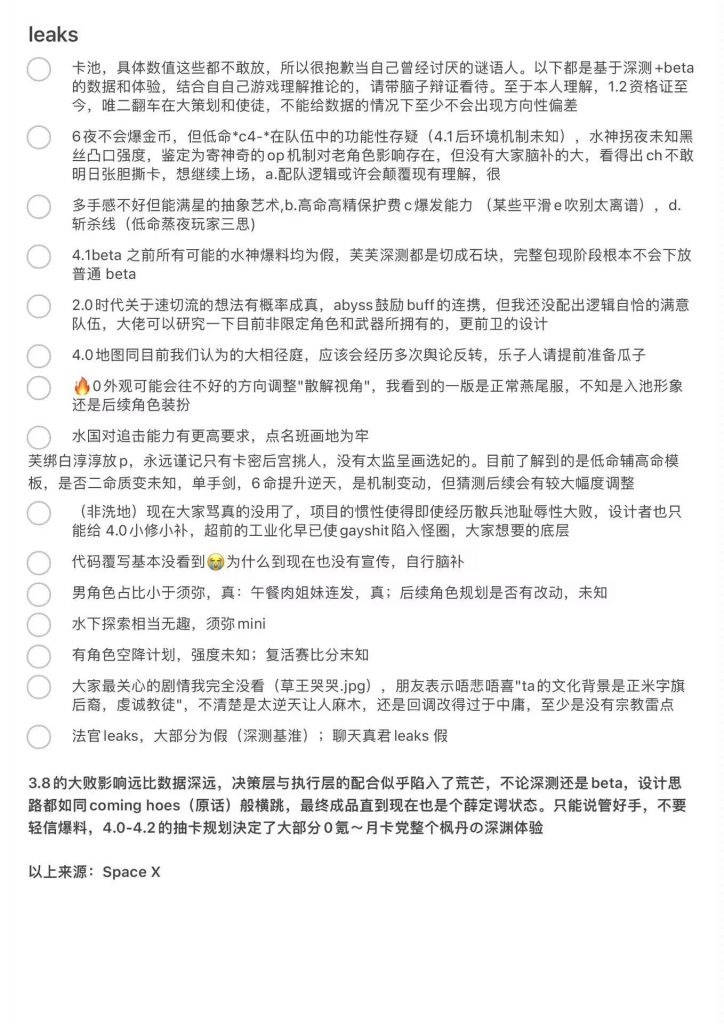 leaks
卡池，具体数值这些都不敢放，所以很抱歉当自己曾经讨厌的谜语人。以下都是基于深测+beta
的数据和体验，结合自自己游戏理解推论的，请带脑子辩证看待。至于本人理解，1.2资格证至
今，唯二翻车在大策划和使徒，不能给数据的情况下至少不会出现方向性偏差
6夜不会爆金币，但低命*c4-*在队伍中的功能性存疑（4.1后环境机制未知），水神拐夜未知黑
丝凸口强度，鉴定为寄神奇的op机制对老角色影响存在，但没有大家脑补的大，看得出ch不敢
明日张胆撕卡，想继续上场，a.配队逻辑或许会颠覆现有理解，很
多手感不好但能满星的抽象艺术,b.高命高精保护费c爆发能力 （某些平滑e吹别太离谱），d.
斩杀线（低命蒸夜玩家三思)
4.1beta 之前所有可能的水神爆料均为假，芙芙深测都是切成石块，完整包现阶段根本不会下放
普通 beta
2.0时代关于速切流的想法有概率成真，abyss鼓励buff的连携，但我还没配出逻辑自恰的满意
队伍，大佬可以研究一下目前非限定角色和武器所拥有的，更前卫的设计
4.0地图同目前我们认为的大相径庭，应该会经历多次舆论反转，乐子人请提前准备瓜子
🔥0外观可能会往不好的方向调整"散解视角"，我看到的一版是正常燕尾服，不知是入池形象
还是后续角色装扮
水国对追击能力有更高要求，点名班画地为牢
芙绑白淳淳放p，永远谨记只有卡密后宫挑人，没有太监呈画选妃的。目前了解到的是低命辅高命模
板，是否二命质变未知，单手剑，6命提升逆天，是机制变动，但猜测后续会有较大幅度调整
（非洗地）现在大家骂真的没用了，项目的惯性使得即使经历散兵池耻辱性大败，设计者也只
能给 4.0小修小补，超前的工业化早已使gayshit陷入怪圈，大家想要的底层
代码覆写基本没看到😭为什么到现在也没有宣传，自行脑补
男角色占比小于须弥，真：午餐肉姐妹连发，真；后续角色规划是否有改动，未知
水下探索相当无趣，须弥mini
有角色空降计划，强度未知；复活赛比分末知
大家最关心的剧情我完全没看（草王哭哭.jpg），朋友表示唔悲唔喜"ta的文化背景是正米字旗
后裔，虔诚教徒"，不清楚是太逆天让人麻木，还是回调改得过于中庸，至少是没有宗教雷点
法官leaks，大部分为假（深测基淮）；聊天真君leaks 假
3.8的大败影响远比数据深远，决策层与执行层的配合似乎陷入了荒芒，不论深测还是beta，设计思
路都如同coming hoes（原话）般横跳，最终成品直到现在也是个薛定谔状态。只能说管好手，不要
轻信爆料，4.0-4.2的抽卡规划決定了大部分0氪～月卡党整个枫丹の深渊体验
以上来源：Space X